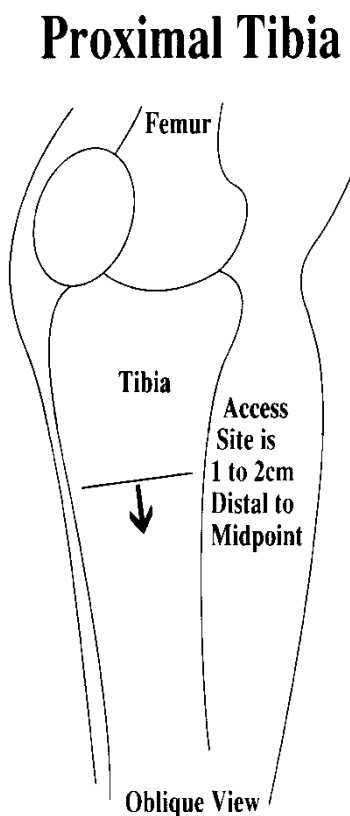 Proximal Tibia
Femur
Tibia
Access
Site is
1 to 2cm
Distal to
Midpoint
Oblique View